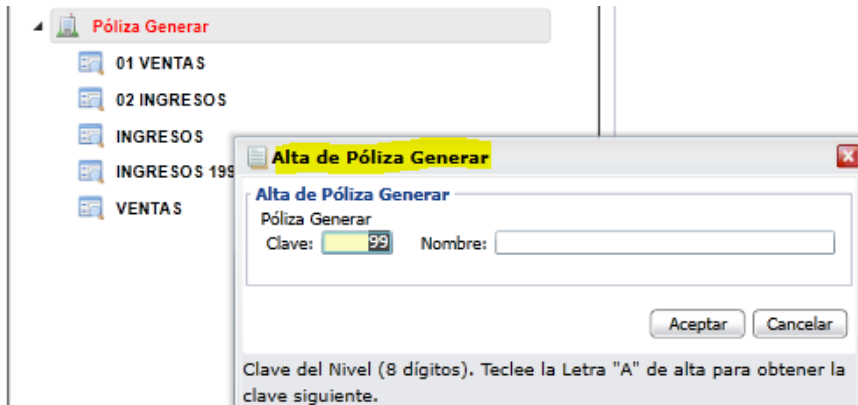 Póliza Generar
01 VENTAS
02 INGRESOS
INGRESOS
INGRESOS 199
VENTAS
Alta de Póliza Generar
Alta de Póliza Generar
Póliza Generar
Clave: 99 Nombre:
Aceptar Cancelar
Clave del Nivel (8 dígitos). Teclee la Letra "A" de alta para obtener la
clave siguiente.